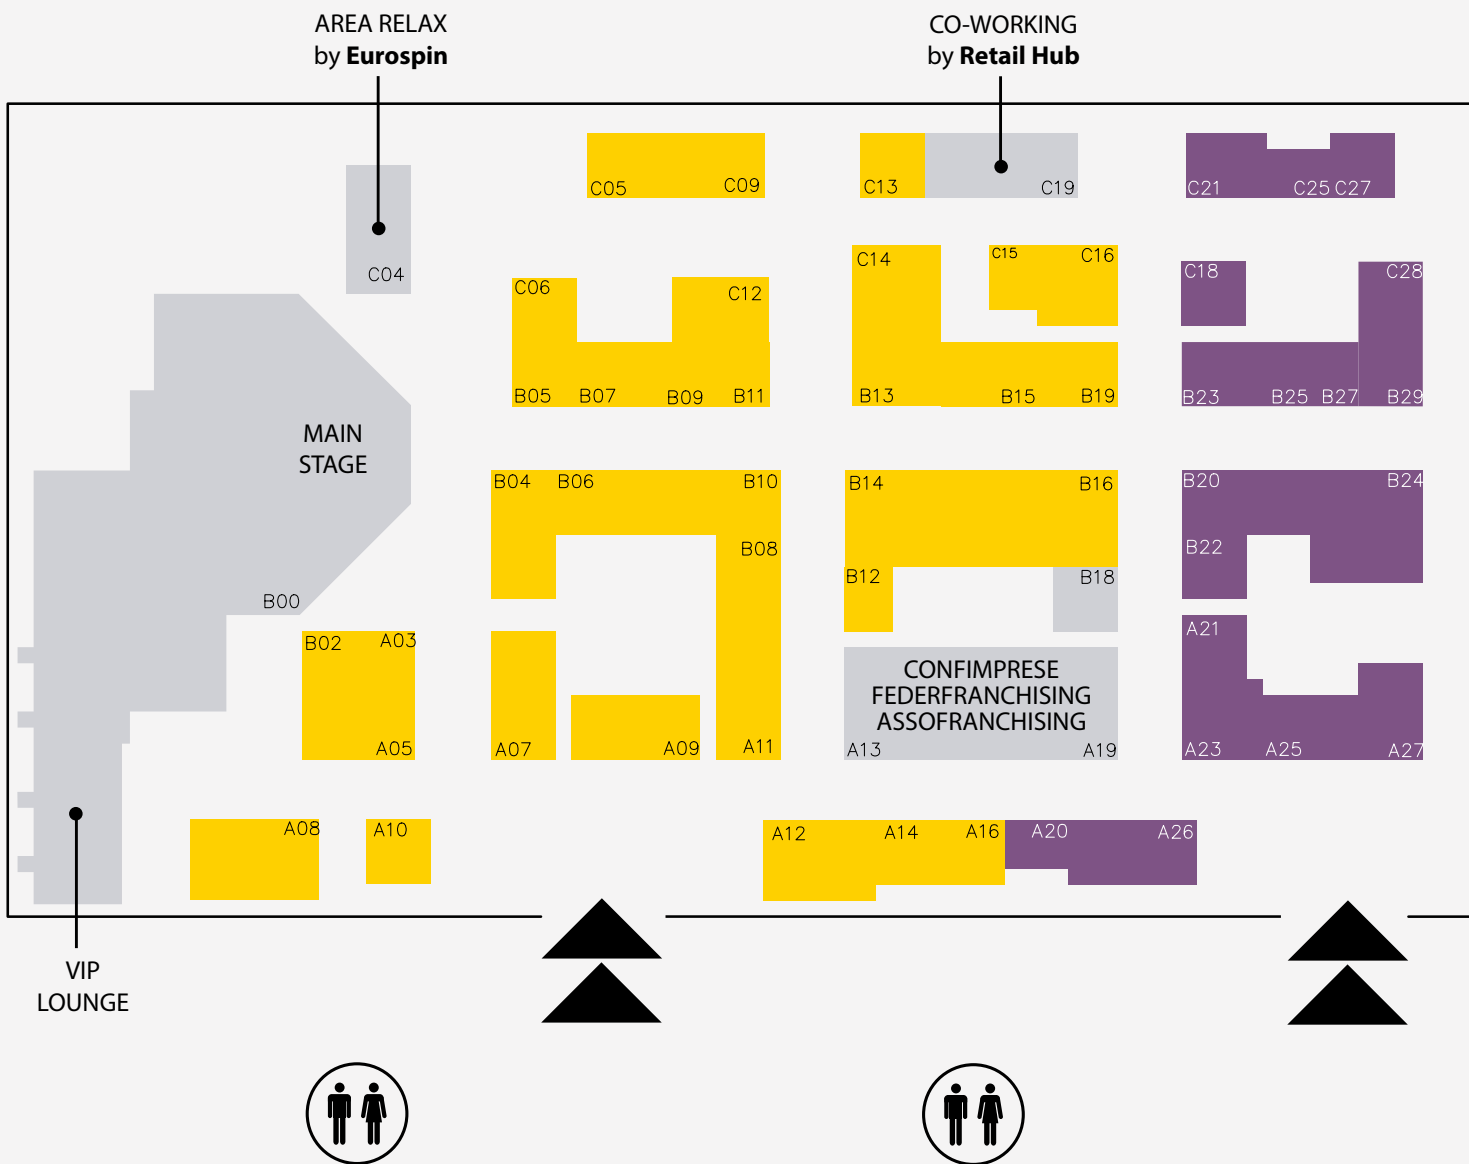 AREA RELAX
by Eurospin
CO-WORKING
by Retail Hub
C05 C09
C13 C19
C21 C25 C27
C04
C06 C12
C14 C15 C16
C18 C28
B05 B07 B09 B11
B13 B15 B19
B23 B25 B27 B29
MAIN
STAGE
B00
B04 B06 B10
B08
B14 B16
B12 B18
B20 B24
B22
B02 A03
A05
A07 A09 A11
CONFIMPRESE
FEDERFRANCHISING
ASSOFRANCHISING
A13 A19
A21
A23 A25 A27
A08 A10
A12 A14 A16 A20 A26
VIP
LOUNGE